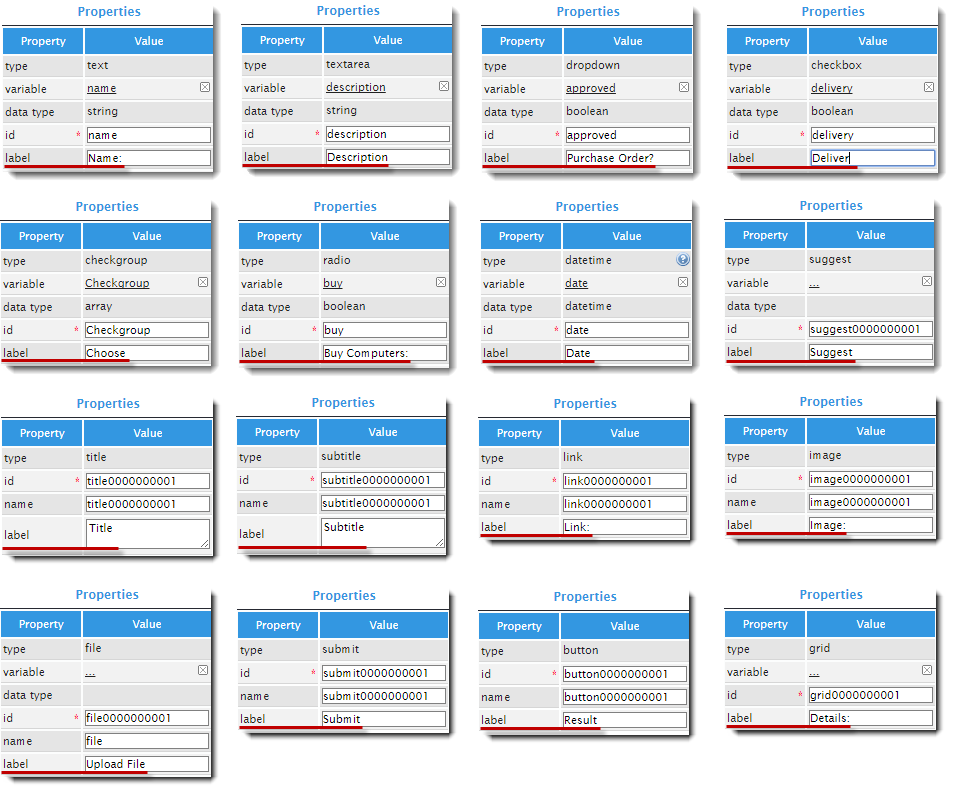 Properties
Property Value
type text
variable name
data type string
id * name
label Name:
Properties
Property Value
type textarea
variable description
data type string
id * description
label Description
Properties
Property Value
type dropdown
variable approved
data type boolean
id * approved
label Purchase Order?
Properties
Property Value
type checkbox
variable delivery
data type boolean
id * delivery
label Deliver
Properties
Property Value
type checkgroup
variable Checkgroup
data type array
id * Checkgroup
label Choose
Properties
Property Value
type radio
variable buy
data type boolean
id * buy
label Buy Computers:
Properties
Property Value
type datetime ?
variable date
data type datetime
id * date
label Date
Properties
Property Value
type suggest
variable ...
data type
id * suggest0000000001
label Suggest
Properties
Property Value
type title
id * title0000000001
name title0000000001
label Title
Properties
Property Value
type subtitle
id * subtitle0000000001
name subtitle0000000001
label Subtitle
Properties
Property Value
type link
id * link0000000001
name link0000000001
label Link:
Properties
Property Value
type image
id * image0000000001
name image0000000001
label Image:
Properties
Property Value
type file
variable ...
data type
id * file0000000001
name file
label Upload File
Properties
Property Value
type submit
id * submit0000000001
name submit0000000001
label Submit
Properties
Property Value
type button
id * button0000000001
name button0000000001
label Result
Properties
Property Value
type grid
variable ...
id * grid0000000001
label Details: